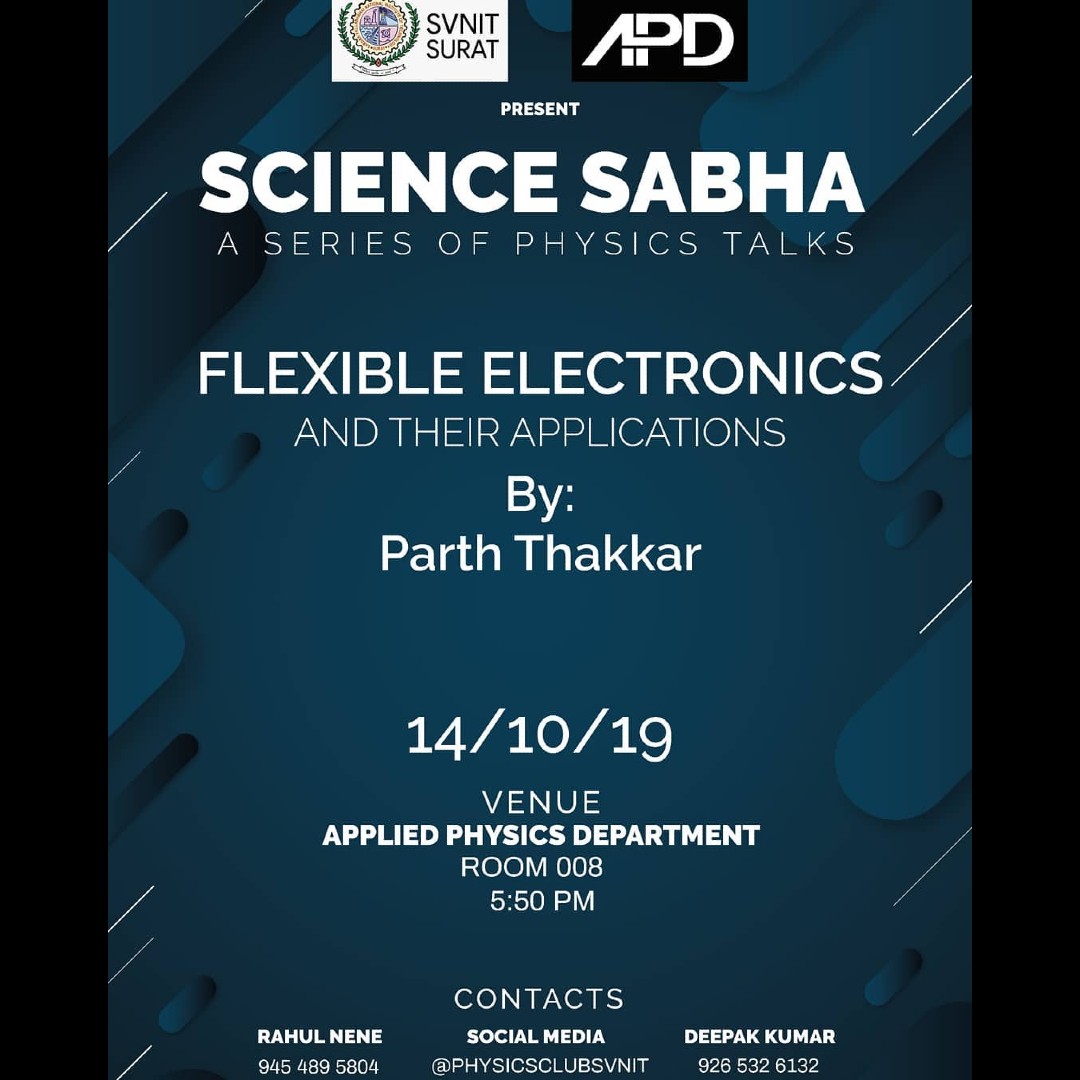 SVNIT
SURAT
APD
PRESENT
SCIENCE SABHA
A SERIES OF PHYSICS TALKS
FLEXIBLE ELECTRONICS
AND THEIR APPLICATIONS
By:
Parth Thakkar
14/10/19
VENUE
APPLIED PHYSICS DEPARTMENT
ROOM 008
5:50 PM
CONTACTS
RAHUL NENE SOCIAL MEDIA DEEPAK KUMAR
945 489 5804 @PHYSICSCLUBSVNIT 926 532 6132